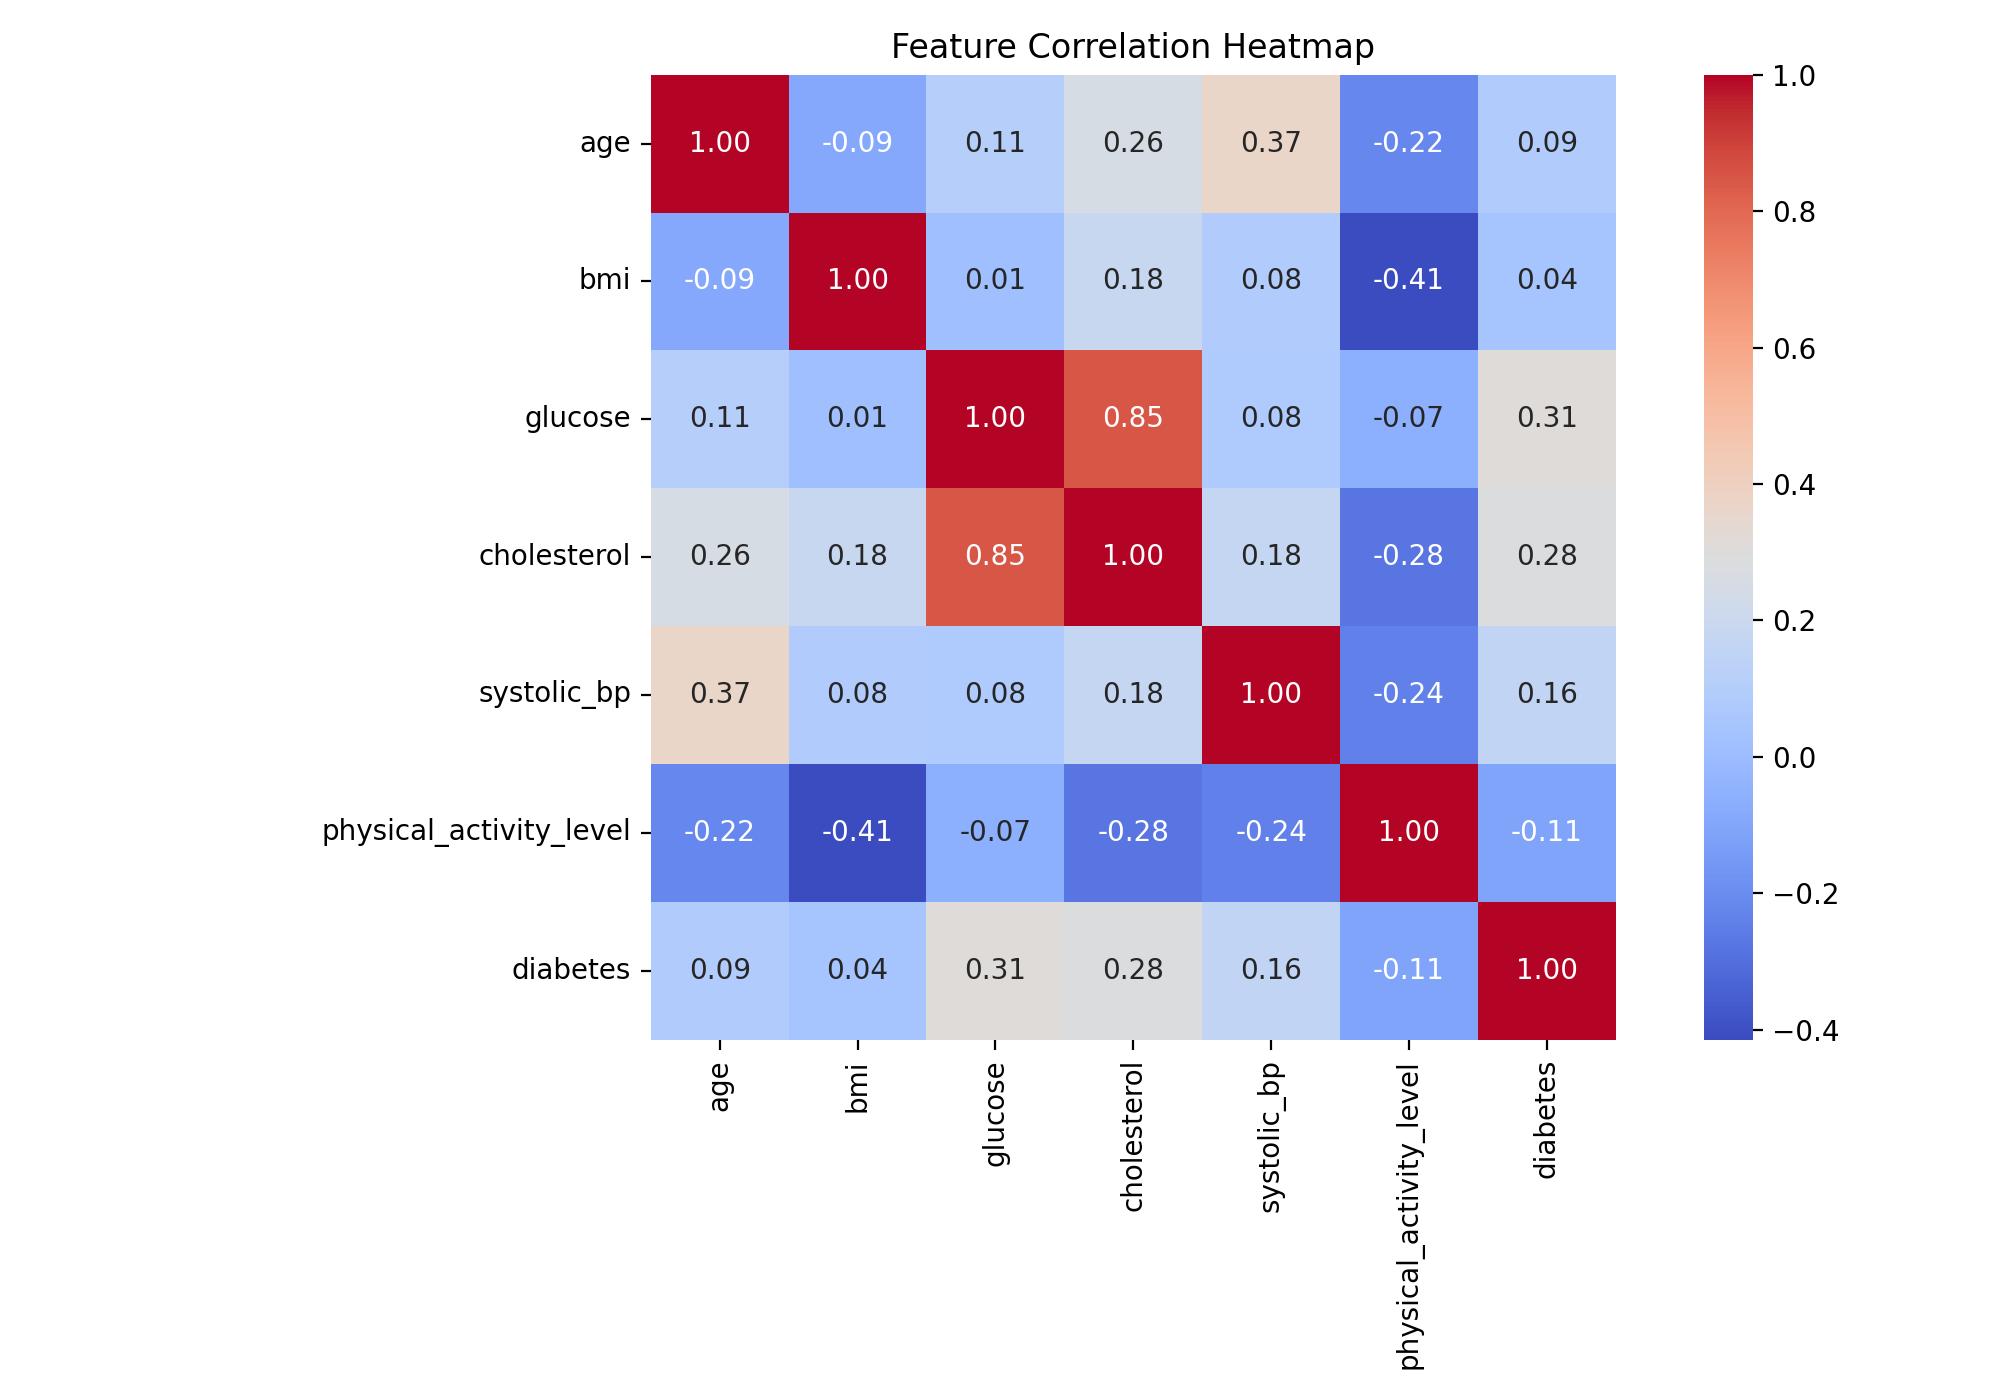 Feature Correlation Heatmap
age 1.00 -0.09 0.11 0.26 0.37 -0.22 0.09
bmi -0.09 1.00 0.01 0.18 0.08 -0.41 0.04
glucose 0.11 0.01 1.00 0.85 0.08 -0.07 0.31
cholesterol 0.26 0.18 0.85 1.00 0.18 -0.28 0.28
systolic_bp 0.37 0.08 0.08 0.18 1.00 -0.24 0.16
physical_activity_level -0.22 -0.41 -0.07 -0.28 -0.24 1.00 -0.11
diabetes 0.09 0.04 0.31 0.28 0.16 -0.11 1.00
age
bmi
glucose
cholesterol
systolic_bp
physical_activity_level
diabetes
1.0
0.8
0.6
0.4
0.2
0.0
−0.2
−0.4